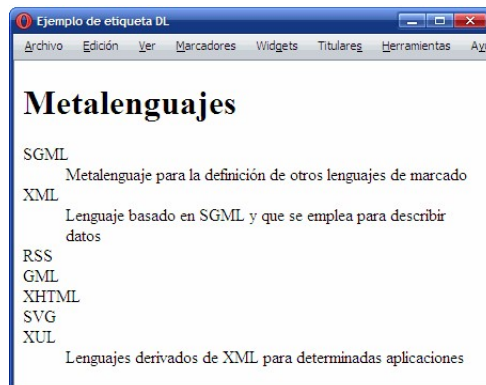 Ejemplo de etiqueta DL
Archivo Edición Ver Marcadores Widgets Titulares Herramientas
Metalenguajes
SGML
Metalenguaje para la definición de otros lenguajes de marcado
XML
Lenguaje basado en SGML y que se emplea para describir
datos
RSS
GML
XHTML
SVG
XUL
Lenguajes derivados de XML para determinadas aplicaciones